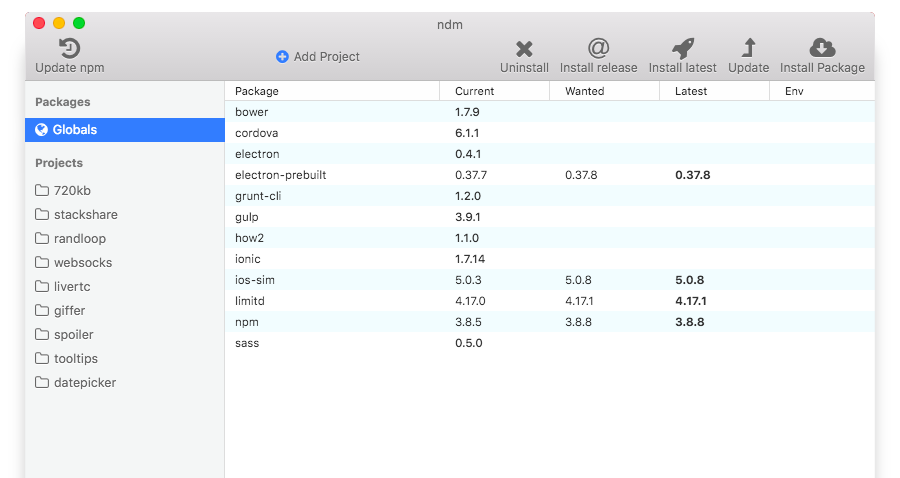 ndm
Update npm
Add Project
Uninstall
Install release
Install latest
Update
Install Package
Packages
Globals
Projects
720kb
stackshare
randloop
websocks
livertc
giffer
spoiler
tooltips
datepicker
Package Current Wanted Latest Env
bower 1.7.9
cordova 6.1.1
electron 0.4.1
electron-prebuilt 0.37.7 0.37.8 0.37.8
grunt-cli 1.2.0
gulp 3.9.1
how2 1.1.0
ionic 1.7.14
ios-sim 5.0.3 5.0.8 5.0.8
limitd 4.17.0 4.17.1 4.17.1
npm 3.8.5 3.8.8 3.8.8
sass 0.5.0